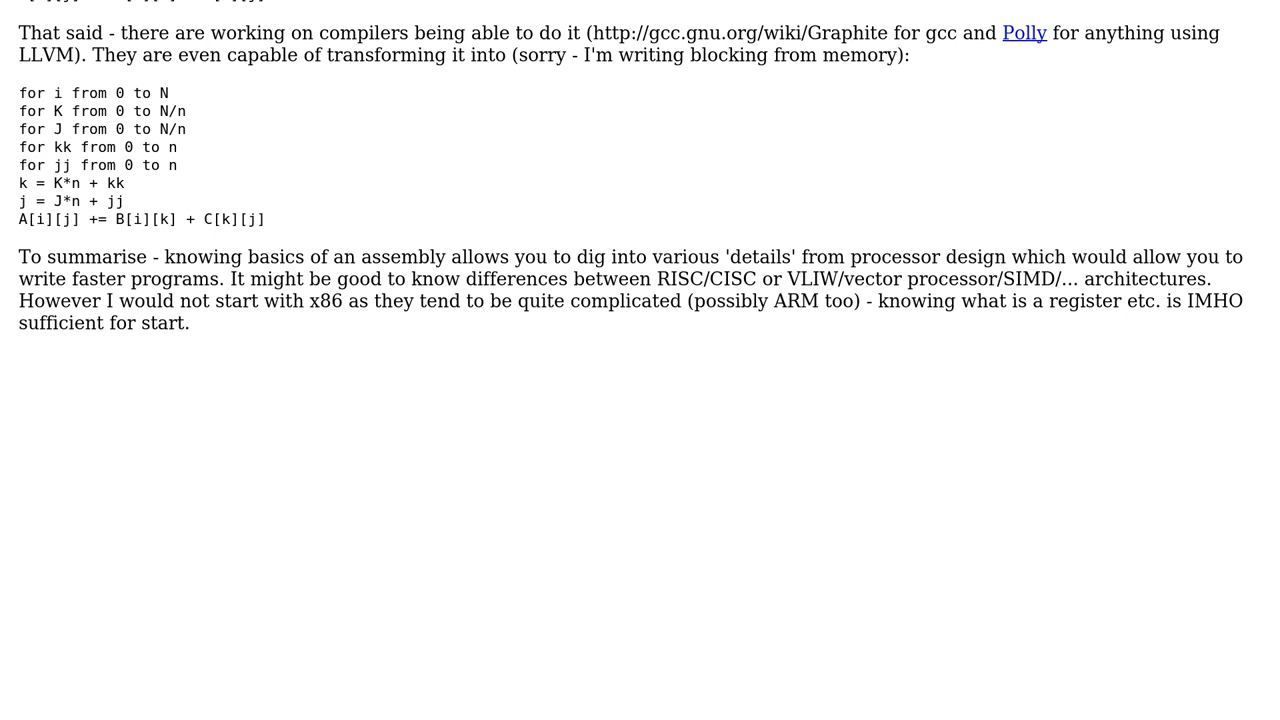 That said - there are working on compilers being able to do it (http://gcc.gnu.org/wiki/Graphite for gcc and Polly for anything using
LLVM). They are even capable of transforming it into (sorry - I'm writing blocking from memory):
for i from 0 to N
for K from 0 to N/n
for J from 0 to N/n
for kk from 0 to n
for jj from 0 to n
k = K*n + kk
j = J*n + jj
A[i][j] += B[i][k] + C[k][j]
To summarise - knowing basics of an assembly allows you to dig into various 'details' from processor design which would allow you to
write faster programs. It might be good to know differences between RISC/CISC or VLIW/vector processor/SIMD/... architectures.
However I would not start with x86 as they tend to be quite complicated (possibly ARM too) - knowing what is a register etc. is IMHO
sufficient for start.